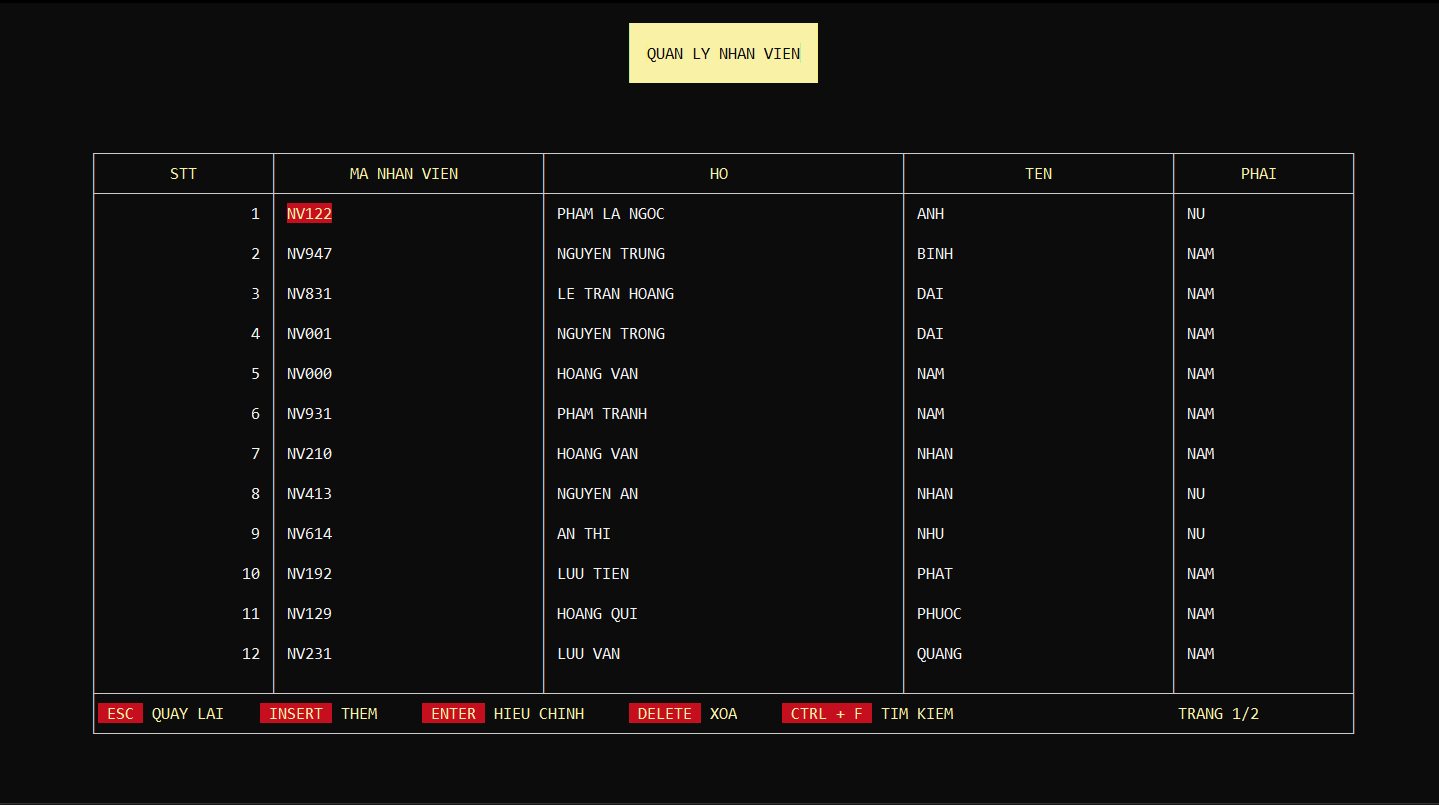 QUAN LY NHAN VIEN
STT MA NHAN VIEN HO TEN PHAI
1 NV122 PHAM LA NGOC ANH NU
2 NV947 NGUYEN TRUNG BINH NAM
3 NV831 LE TRAN HOANG DAI NAM
4 NV001 NGUYEN TRONG DAI NAM
5 NV000 HOANG VAN NAM NAM
6 NV931 PHAM TRANH NAM NAM
7 NV210 HOANG VAN NHAN NAM
8 NV413 NGUYEN AN NHAN NU
9 NV614 AN THI NHU NU
10 NV192 LUU TIEN PHAT NAM
11 NV129 HOANG QUI PHUOC NAM
12 NV231 LUU VAN QUANG NAM
ESC QUAY LAI INSERT THEM ENTER HIEU CHINH DELETE XOA CTRL + F TIM KIEM TRANG 1/2